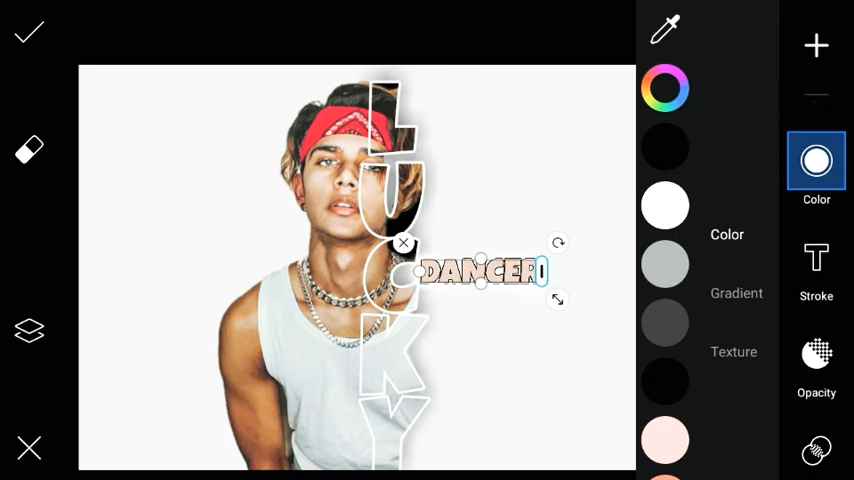 LUCKY
DANCER
Color
Color
Gradient
Stroke
T
Texture
Opacity